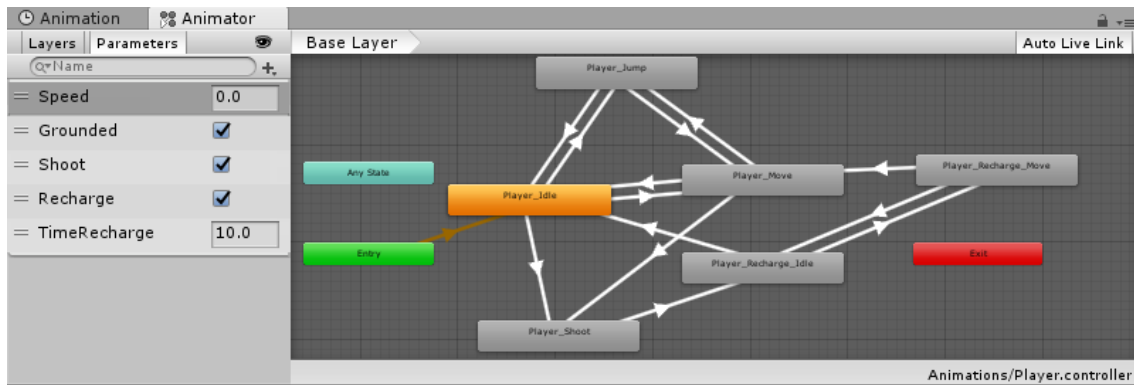 Animation Animator
Layers Parameters Base Layer Auto Live Link
Name
Speed 0.0
Grounded
Shoot
Recharge
TimeRecharge 10.0
Player_Jump
Any State
Player_Move
Player_Recharge_Move
Player_Idle
Entry
Player_Recharge_Idle
Exit
Player_Shoot
Animations/Player.controller